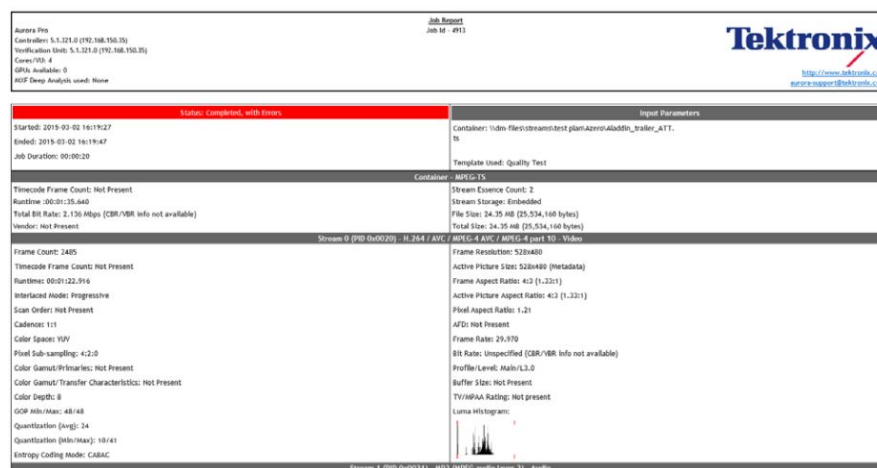 Job Report
Job Id - 4913
Aurora Pro
Controller: 5.1.321.0 (192.168.150.35)
Verification Unit: 5.1.321.0 (192.168.150.35)
Cores/VU: 4
GPUs Available: 0
MXF Deep Analysis used: None
Tektronix
http://www.tektronix.c
aurora-support@tektronix.c
Status: Completed, with Errors
Started: 2015-03-02 16:19:27
Ended: 2015-03-02 16:19:47
Job Duration: 00:00:20
Input Parameters
Container: \\dm-files\streams\test plan\Azero\Aladdin_trailer_ATT.
ts
Template Used: Quality Test
Container - MPEG-TS
Timecode Frame Count: Not Present
Runtime :00:01:35.640
Total Bit Rate: 2.136 Mbps (CBR/VBR info not available)
Vendor: Not Present
Stream Essence Count: 2
Stream Storage: Embedded
File Size: 24.35 MB (25,534,160 bytes)
Total Size: 24.35 MB (25,534,160 bytes)
Stream 0 (PID 0x0020) - H.264 / AVC / MPEG-4 AVC / MPEG-4 part 10 - Video
Frame Count: 2485
Timecode Frame Count: Not Present
Runtime: 00:01:22.916
Interlaced Mode: Progressive
Scan Order: Not Present
Cadence: 1:1
Color Space: YUV
Pixel Sub-sampling: 4:2:0
Color Gamut/Primaries: Not Present
Color Gamut/Transfer Characteristics: Not Present
Color Depth: 8
GOP Min/Max: 48/48
Quantization (Avg): 24
Quantization (Min/Max): 10/41
Entropy Coding Mode: CABAC
Frame Resolution: 528x480
Active Picture Size: 528x480 (Metadata)
Frame Aspect Ratio: 4:3 (1.33:1)
Active Picture Aspect Ratio: 4:3 (1.33:1)
Pixel Aspect Ratio: 1.21
AFD: Not Present
Frame Rate: 29.970
Bit Rate: Unspecified (CBR/VBR info not available)
Profile/Level: Main/L3.0
Buffer Size: Not Present
TV/MPAA Rating: Not present
Luma Histogram:
Stream 1 (PID 0x0021) - MP2 (MPEG audio layer 2) - Audio